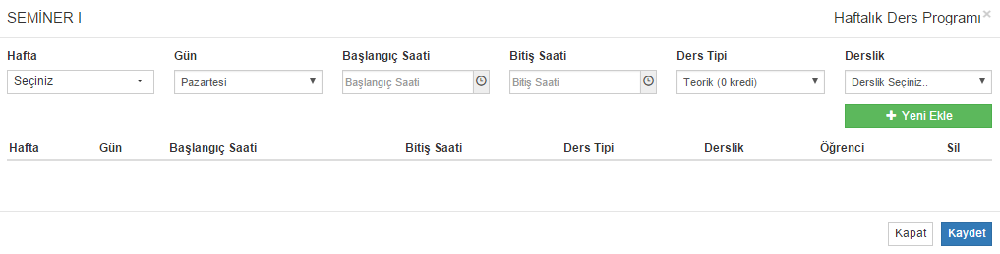 SEMİNER I Haftalık Ders Programı ×
Hafta Gün Başlangıç Saati Bitiş Saati Ders Tipi Derslik
Seçiniz Pazartesi Başlangıç Saati Bitiş Saati Teorik (0 kredi) Derslik Seçiniz..
Yeni Ekle
Hafta Gün Başlangıç Saati Bitiş Saati Ders Tipi Derslik Öğrenci Sil
Kapat Kaydet